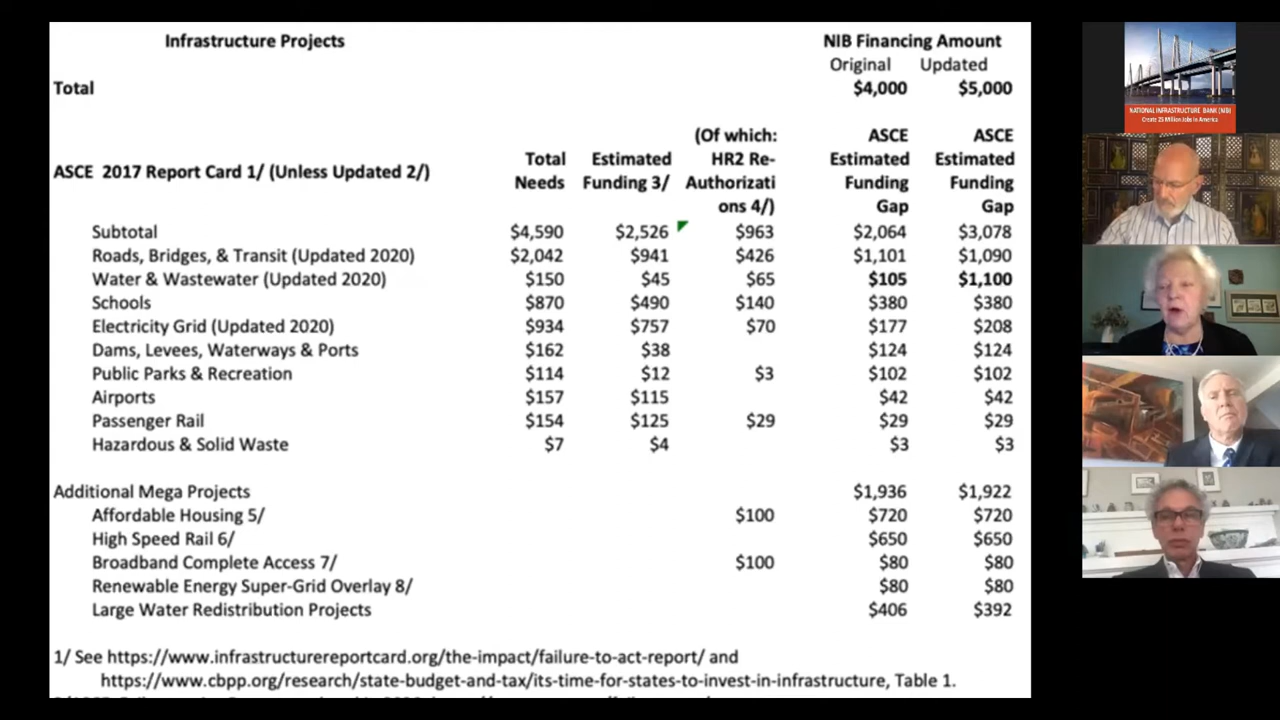 Infrastructure Projects NIB Financing Amount
Original Updated
Total $4,000 $5,000
(Of which: ASCE ASCE
Total Estimated HR2 Re- Estimated Estimated
ASCE 2017 Report Card 1/ (Unless Updated 2/) Needs Funding 3/ Authorizati Funding Funding
ons 4/) Gap Gap
Subtotal $4,590 $2,526 $963 $2,064 $3,078
Roads, Bridges, & Transit (Updated 2020) $2,042 $941 $426 $1,101 $1,090
Water & Wastewater (Updated 2020) $150 $45 $65 $105 $1,100
Schools $870 $490 $140 $380 $380
Electricity Grid (Updated 2020) $934 $757 $70 $177 $208
Dams, Levees, Waterways & Ports $162 $38 $124 $124
Public Parks & Recreation $114 $12 $3 $102 $102
Airports $157 $115 $42 $42
Passenger Rail $154 $125 $29 $29 $29
Hazardous & Solid Waste $7 $4 $3 $3
Additional Mega Projects $1,936 $1,922
Affordable Housing 5/ $100 $720 $720
High Speed Rail 6/ $650 $650
Broadband Complete Access 7/ $100 $80 $80
Renewable Energy Super-Grid Overlay 8/ $80 $80
Large Water Redistribution Projects $406 $392
1/ See https://www.infrastructurereportcard.org/the-impact/failure-to-act-report/ and
https://www.cbpp.org/research/state-budget-and-tax/its-time-for-states-to-invest-in-infrastructure, Table 1.
NATIONAL INFRASTRUCTURE BANK (NIB)
Create 25 Million Jobs in America